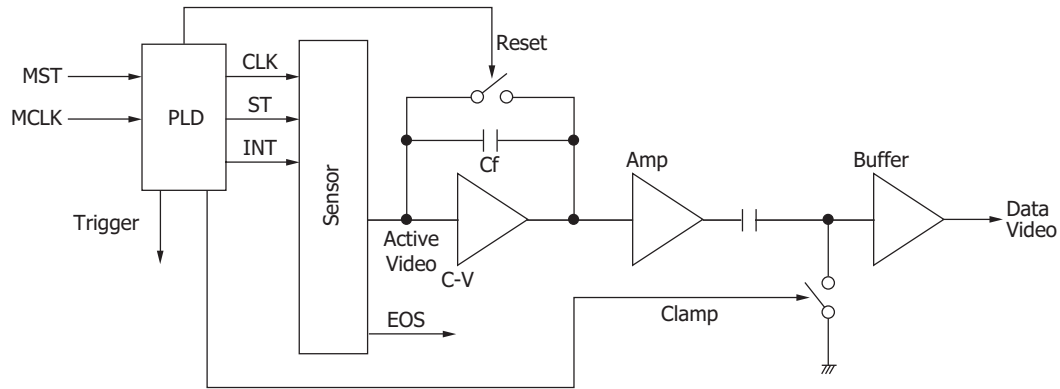 Reset
MST
MCLK
PLD
CLK
ST
INT
Cf
Amp
Buffer
Sensor
Trigger
Active
Video
C-V
Data
Video
EOS
Clamp